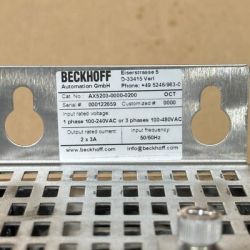 BECKHOFF
Automation GmbH
Eiserstrasse 5
D-33415 Verl
Phone: +49 5246/963-0
Cat. No.: AX5203-0000-0200 OCT
Serial # 000122659 Customized # 0000
Input rated voltage:
1 phase 100-240VAC or 3 phases 100-480VAC
Output rated current: Input frequency:
2 x 3A 50/60Hz
www.beckhoff.com info@beckhoff.com